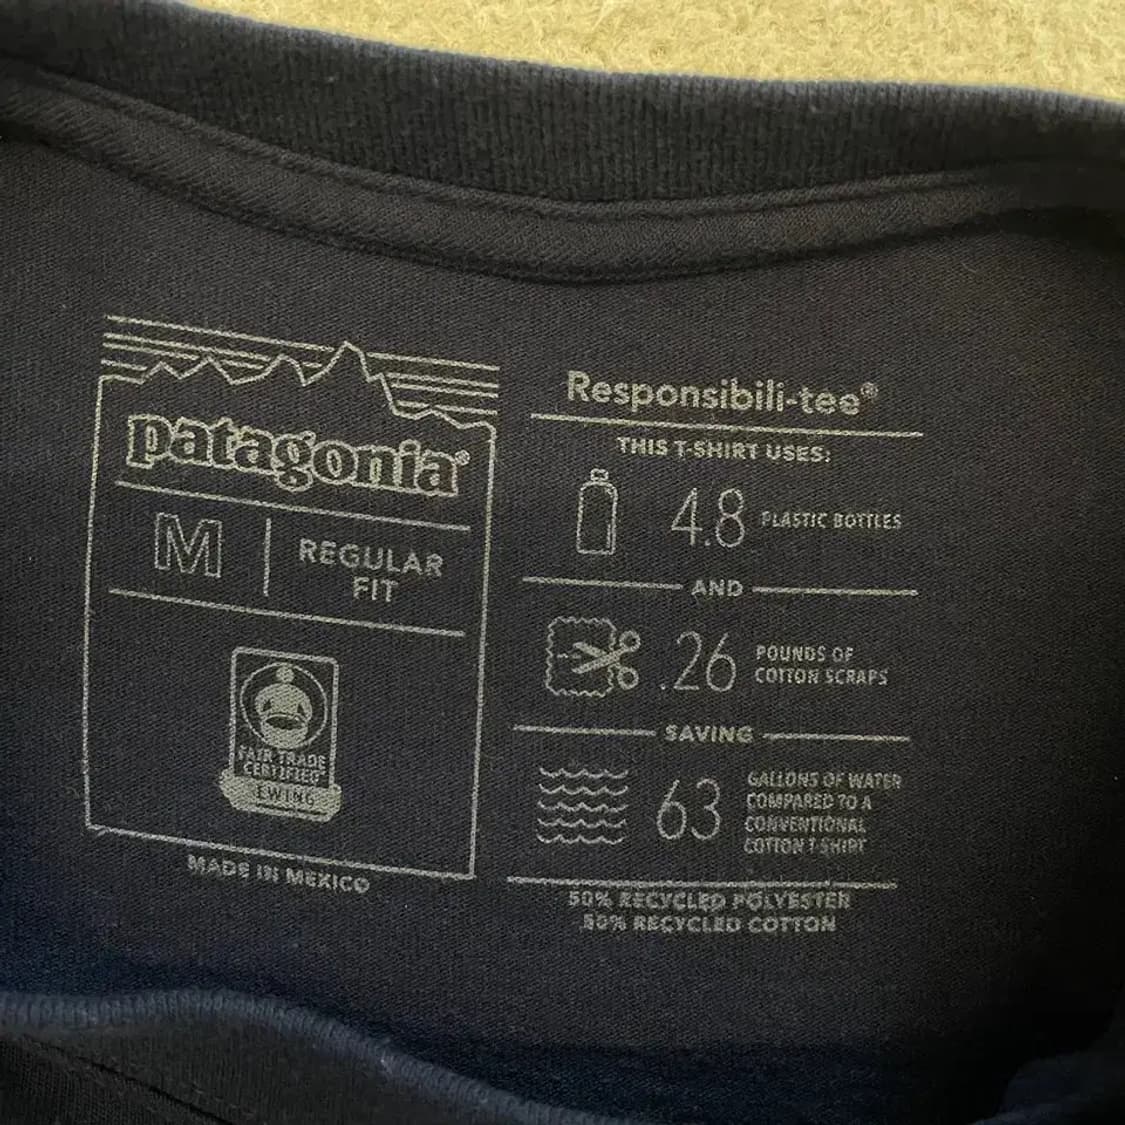 patagonia®
M
REGULAR
FIT
FAIR TRADE
CERTIFIED™
MADE IN MEXICO
Responsibili-tee®
THIS T-SHIRT USES:
4.8 PLASTIC BOTTLES
AND
.26 POUNDS OF
COTTON SCRAPS
SAVING
63 GALLONS OF WATER
COMPARED TO A
CONVENTIONAL
COTTON T-SHIRT
50% RECYCLED POLYESTER
50% RECYCLED COTTON